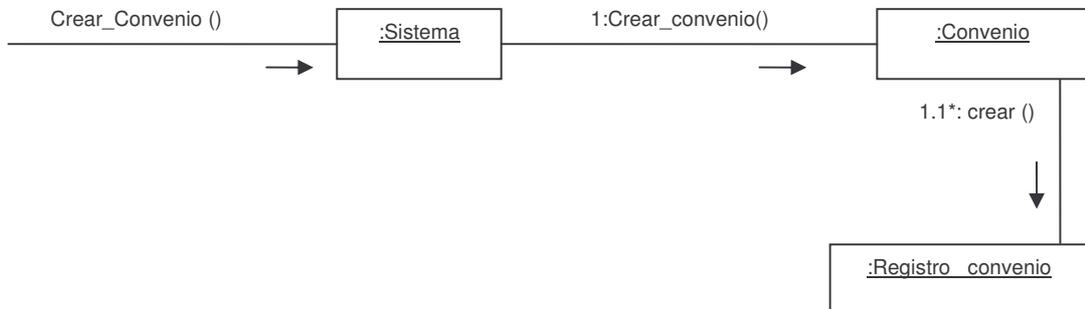 Crear_Convenio ()
:Sistema
1:Crear_convenio()
:Convenio
1.1*: crear ()
:Registro_convenio